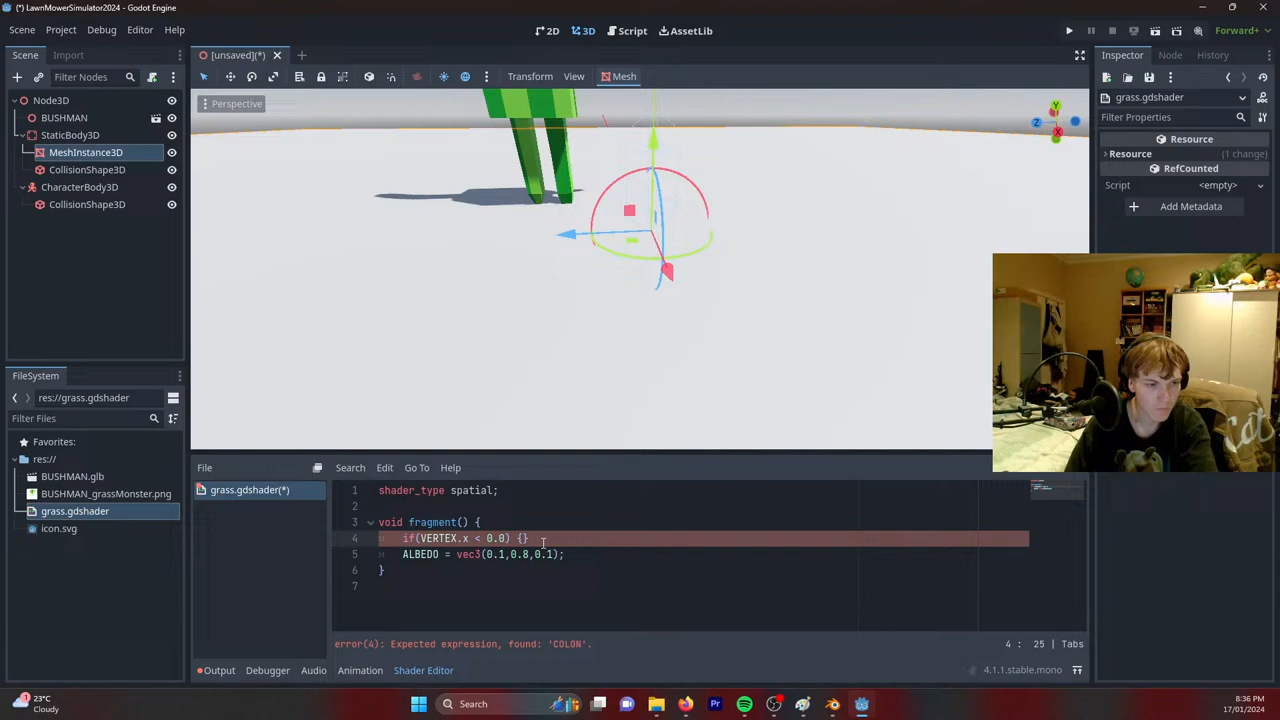 (*) LawnMowerSimulator2024 - Godot Engine
Scene Project Debug Editor Help
2D 3D Script AssetLib
Forward+
Scene Import
[unsaved](*)
Inspector Node History
Filter Nodes
Transform View Mesh
Perspective
Node3D
BUSHMAN
StaticBody3D
MeshInstance3D
CollisionShape3D
CharacterBody3D
CollisionShape3D
Y
Z
X
grass.gdshader
Filter Properties
Resource
Resource (1 change)
RefCounted
Script <empty>
Add Metadata
FileSystem
res://grass.gdshader
Filter Files
Favorites:
res://
BUSHMAN.glb
BUSHMAN_grassMonster.png
grass.gdshader
icon.svg
File Search Edit Go To Help
grass.gdshader(*)
1 shader_type spatial;
2
3 void fragment() {
4 if(VERTEX.x < 0.0) {}
5 ALBEDO = vec3(0.1,0.8,0.1);
6 }
7
error(4): Expected expression, found: 'COLON'.
4 : 25 | Tabs
Output Debugger Audio Animation Shader Editor
4.1.1.stable.mono
23°C
Cloudy
Search
8:36 PM
17/01/2024